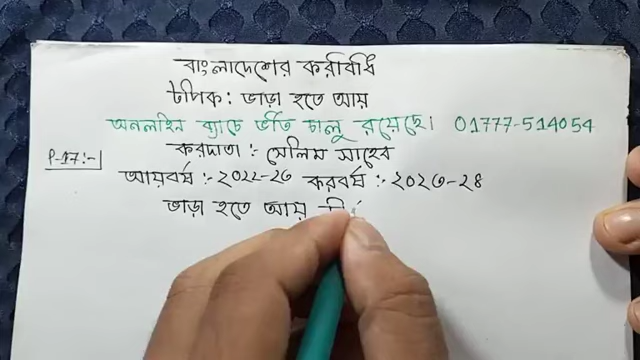 বাংলাদেশের করবিধি
টপিক: ভাড়া হতে আয়
অনলাইন ব্যাচে ভর্তি চালু রয়েছে। 01777-514054
P-17:- করদাতা:- সেলিম সাহেব
আয়বর্ষ:- ২০২২-২৩ করবর্ষ:- ২০২৩-২৪
ভাড়া হতে আয়